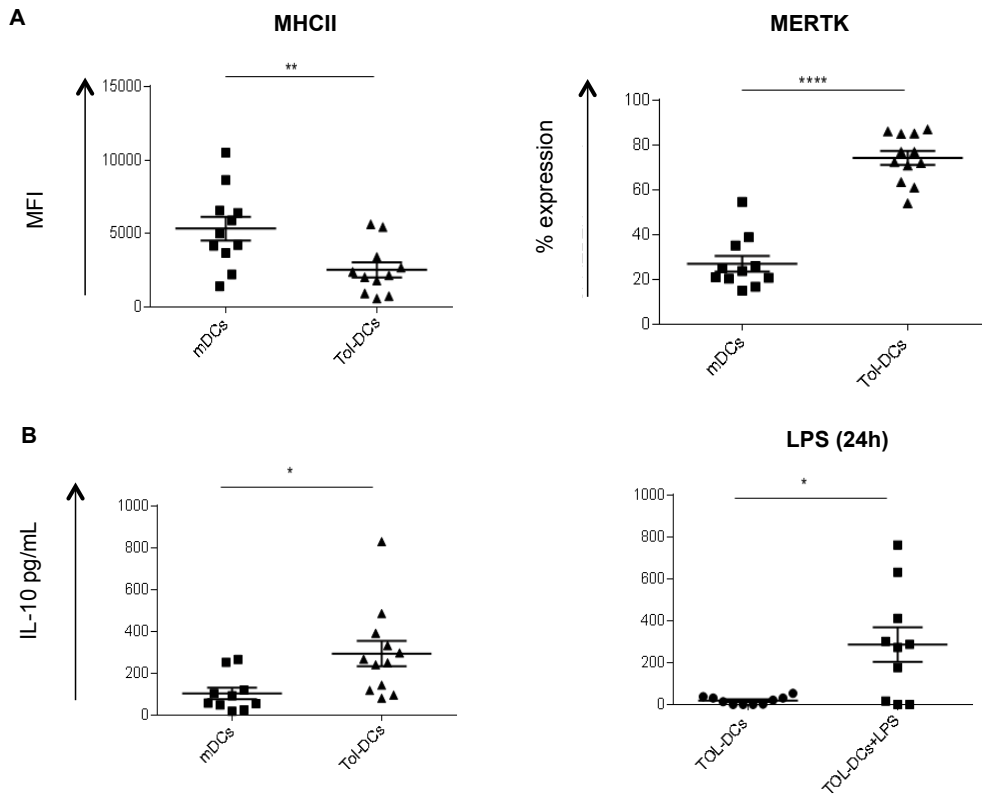 A
MHCII
**
15000
10000
5000
0
MFI
mDCs
Tol-DCs
MERTK
****
100
80
60
40
20
0
% expression
mDCs
Tol-DCs
B
*
1000
800
600
400
200
0
IL-10 pg/mL
mDCs
Tol-DCs
LPS (24h)
*
1000
800
600
400
200
0
TOL-DCs
TOL-DCs+LPS